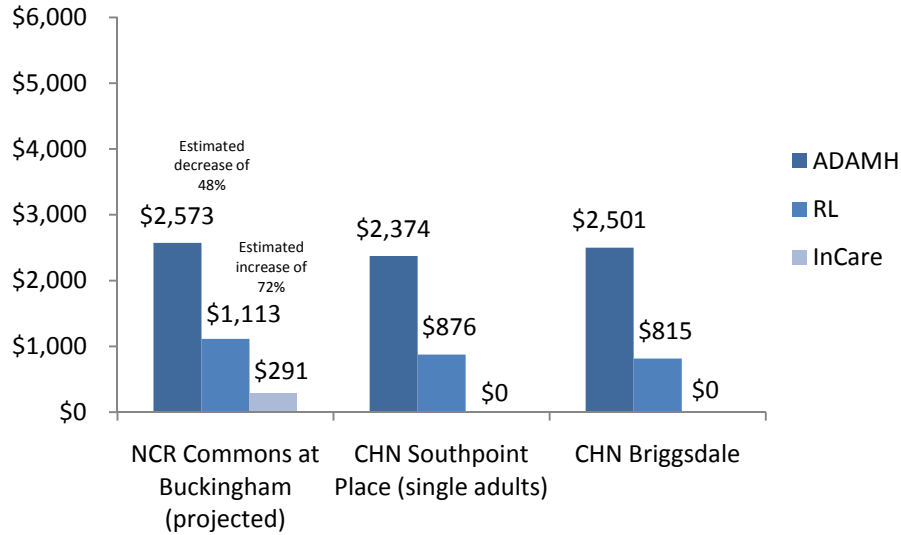 $6,000
$5,000
$4,000
$3,000
$2,000
$1,000
$0
Estimated
decrease of
48%
$2,573
Estimated
increase of
72%
$1,113
$291
$2,374
$876
$0
$2,501
$815
$0
NCR Commons at
Buckingham
(projected)
CHN Southpoint
Place (single adults)
CHN Briggsdale
ADAMH
RL
InCare